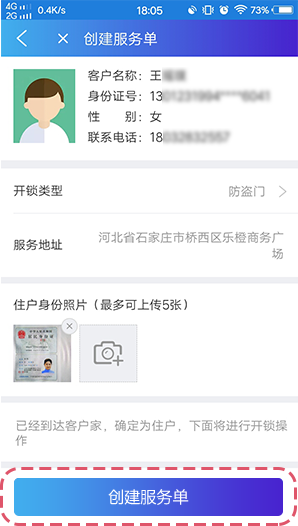 4G
0.4K/s
18:05
73%
2G
创建服务单
客户名称：王
身份证号：13
性 别：女
联系电话：18
开锁类型
防盗门
服务地址
河北省石家庄市桥西区乐橙商务广
场
住户身份照片（最多可上传5张）
已经到达客户家，确定为住户，下面将进行开锁
操作
创建服务单